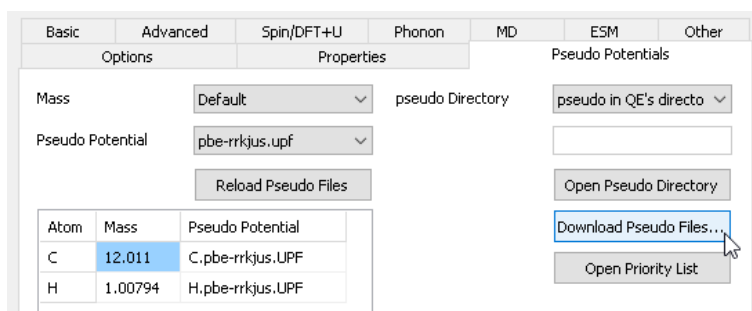 Basic Advanced Spin/DFT+U Phonon MD ESM Other
Options Properties Pseudo Potentials
Mass Default pseudo Directory pseudo in QE's directo
Pseudo Potential pbe-rrkjus.upf
Reload Pseudo Files Open Pseudo Directory
Atom Mass Pseudo Potential Download Pseudo Files...
C 12.011 C.pbe-rrkjus.UPF Open Priority List
H 1.00794 H.pbe-rrkjus.UPF